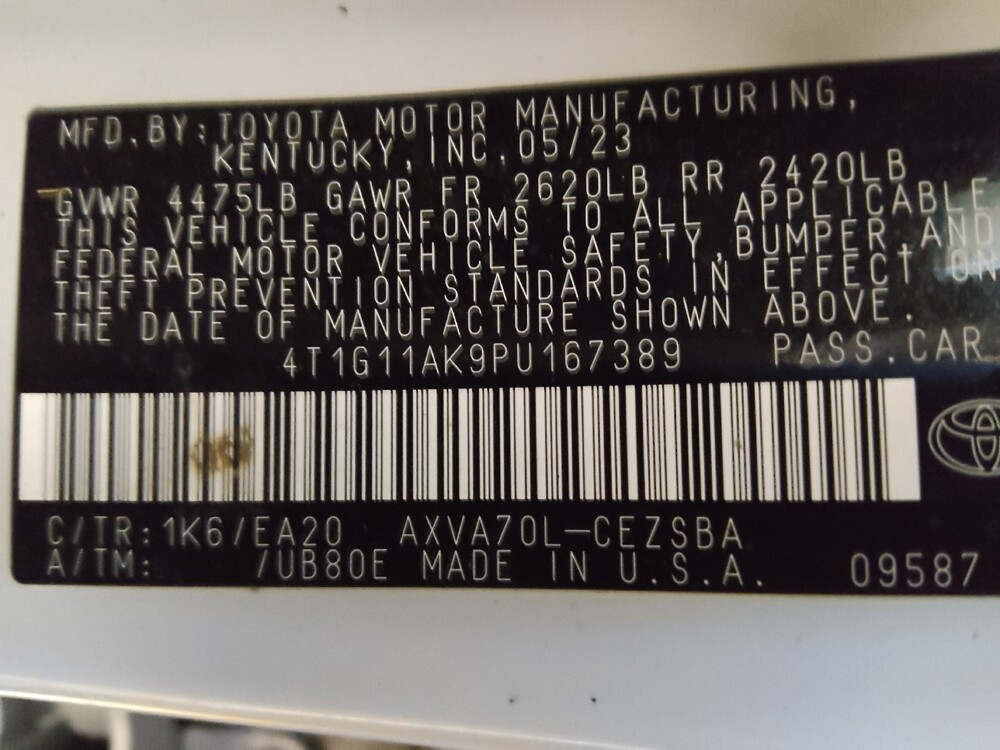 MFD.BY:TOYOTA MOTOR MANUFACTURING,
KENTUCKY,INC.05/23
GVWR 4475LB GAWR FR 2620LB RR 2420LB
THIS VEHICLE CONFORMS TO ALL APPLICABLE
FEDERAL MOTOR VEHICLE SAFETY,BUMPER,AND
THEFT PREVENTION STANDARDS IN EFFECT ON
THE DATE OF MANUFACTURE SHOWN ABOVE.
4T1G11AK9PU167389 PASS.CAR
C/TR:1K6/EA20 AXVA70L-CEZSBA
A/TM: /UB80E MADE IN U.S.A. 09587